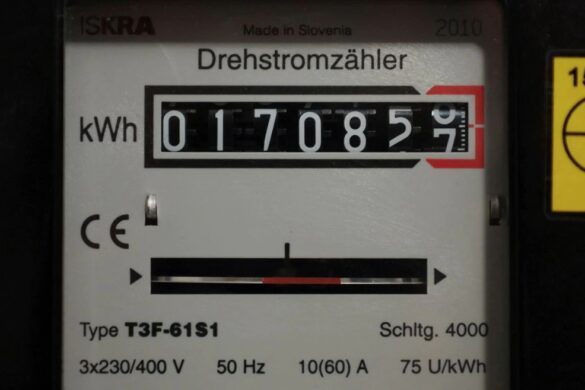 ISKRA Made in Slovenia 2010
Drehstromzähler
kWh 0170857
CE
Type T3F-61S1 Schltg. 4000
3x230/400 V 50 Hz 10(60) A 75 U/kWh